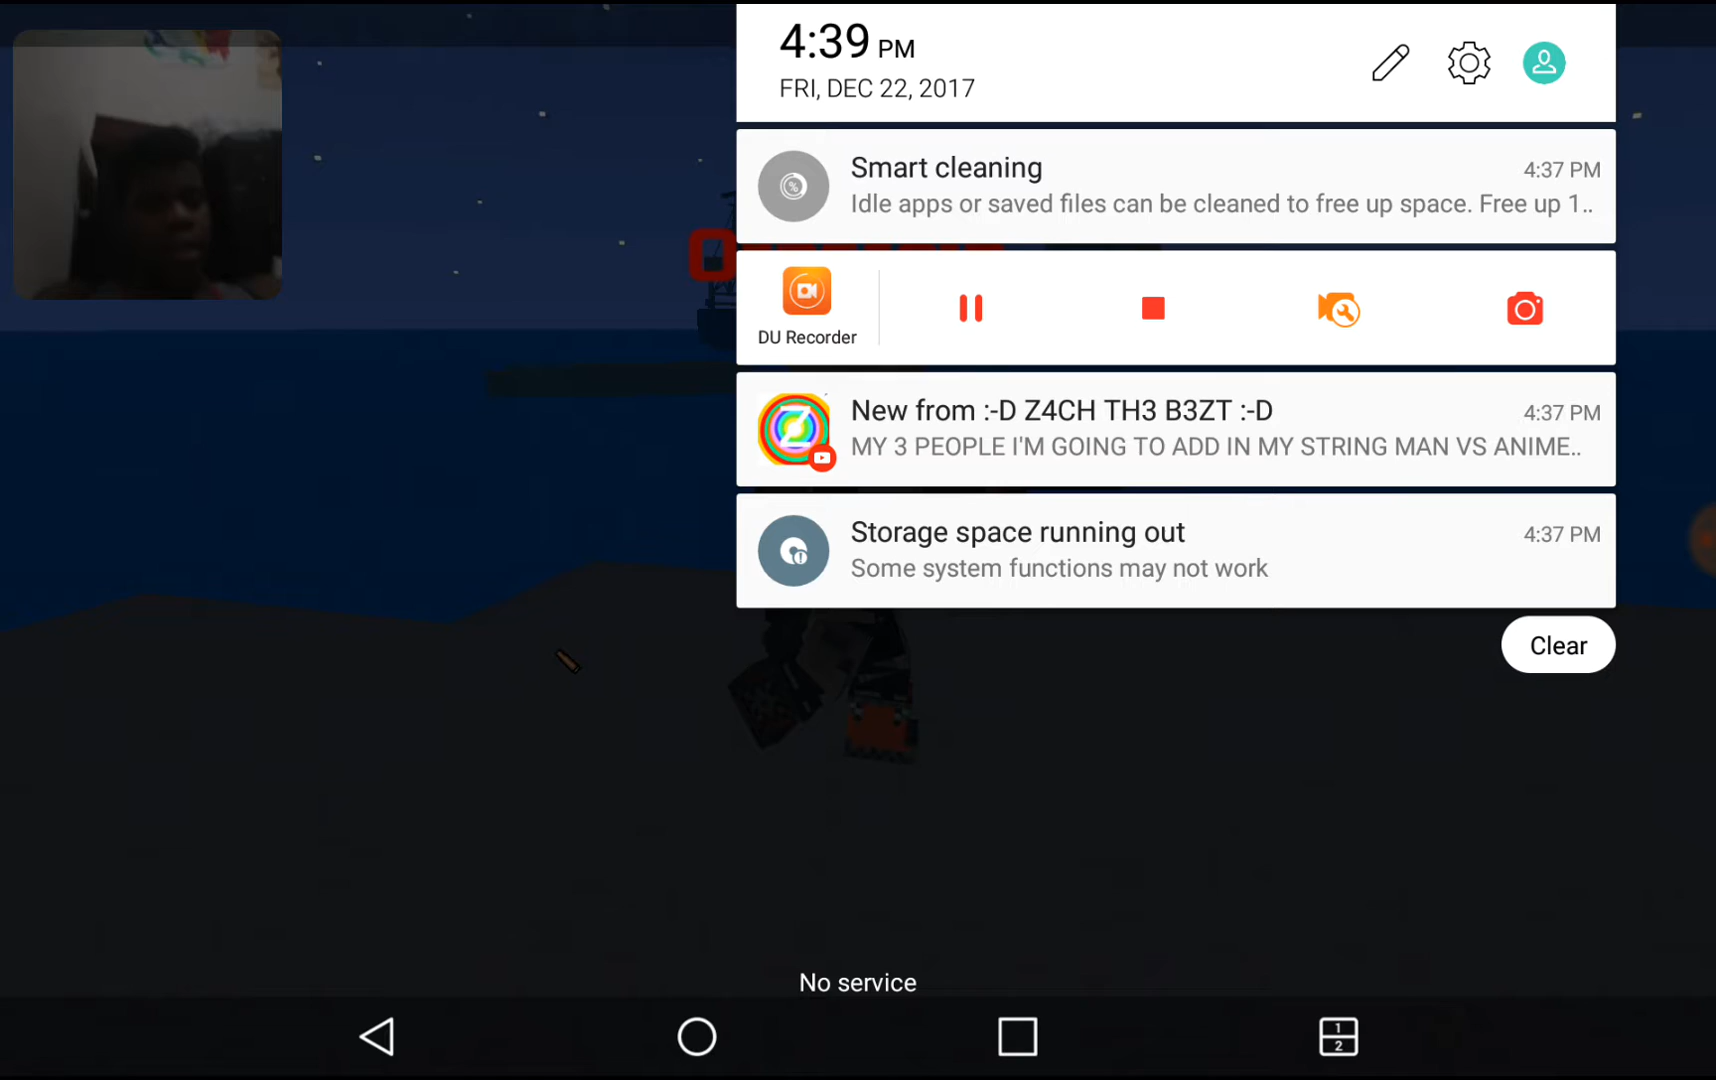 4:39 PM
FRI, DEC 22, 2017
Smart cleaning 4:37 PM
Idle apps or saved files can be cleaned to free up space. Free up 1..
DU Recorder
New from :-D Z4CH TH3 B3ZT :-D 4:37 PM
MY 3 PEOPLE I'M GOING TO ADD IN MY STRING MAN VS ANIME..
Storage space running out 4:37 PM
Some system functions may not work
Clear
No service
1
2